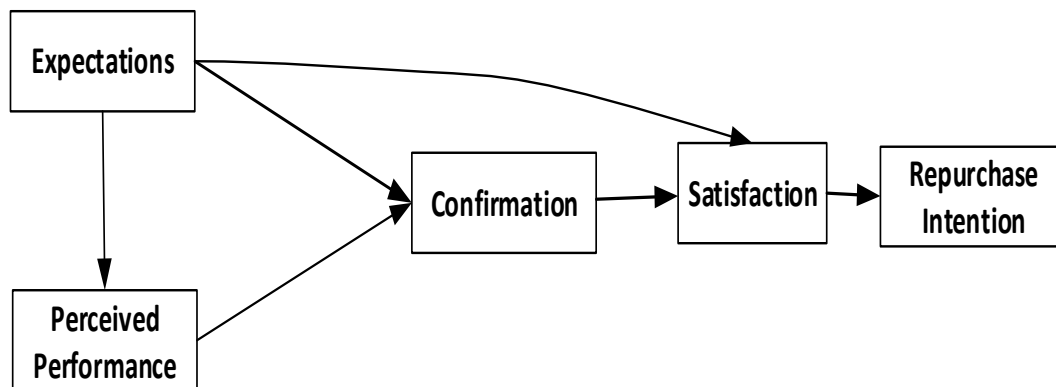 Expectations
Confirmation
Satisfaction
Repurchase
Intention
Perceived
Performance